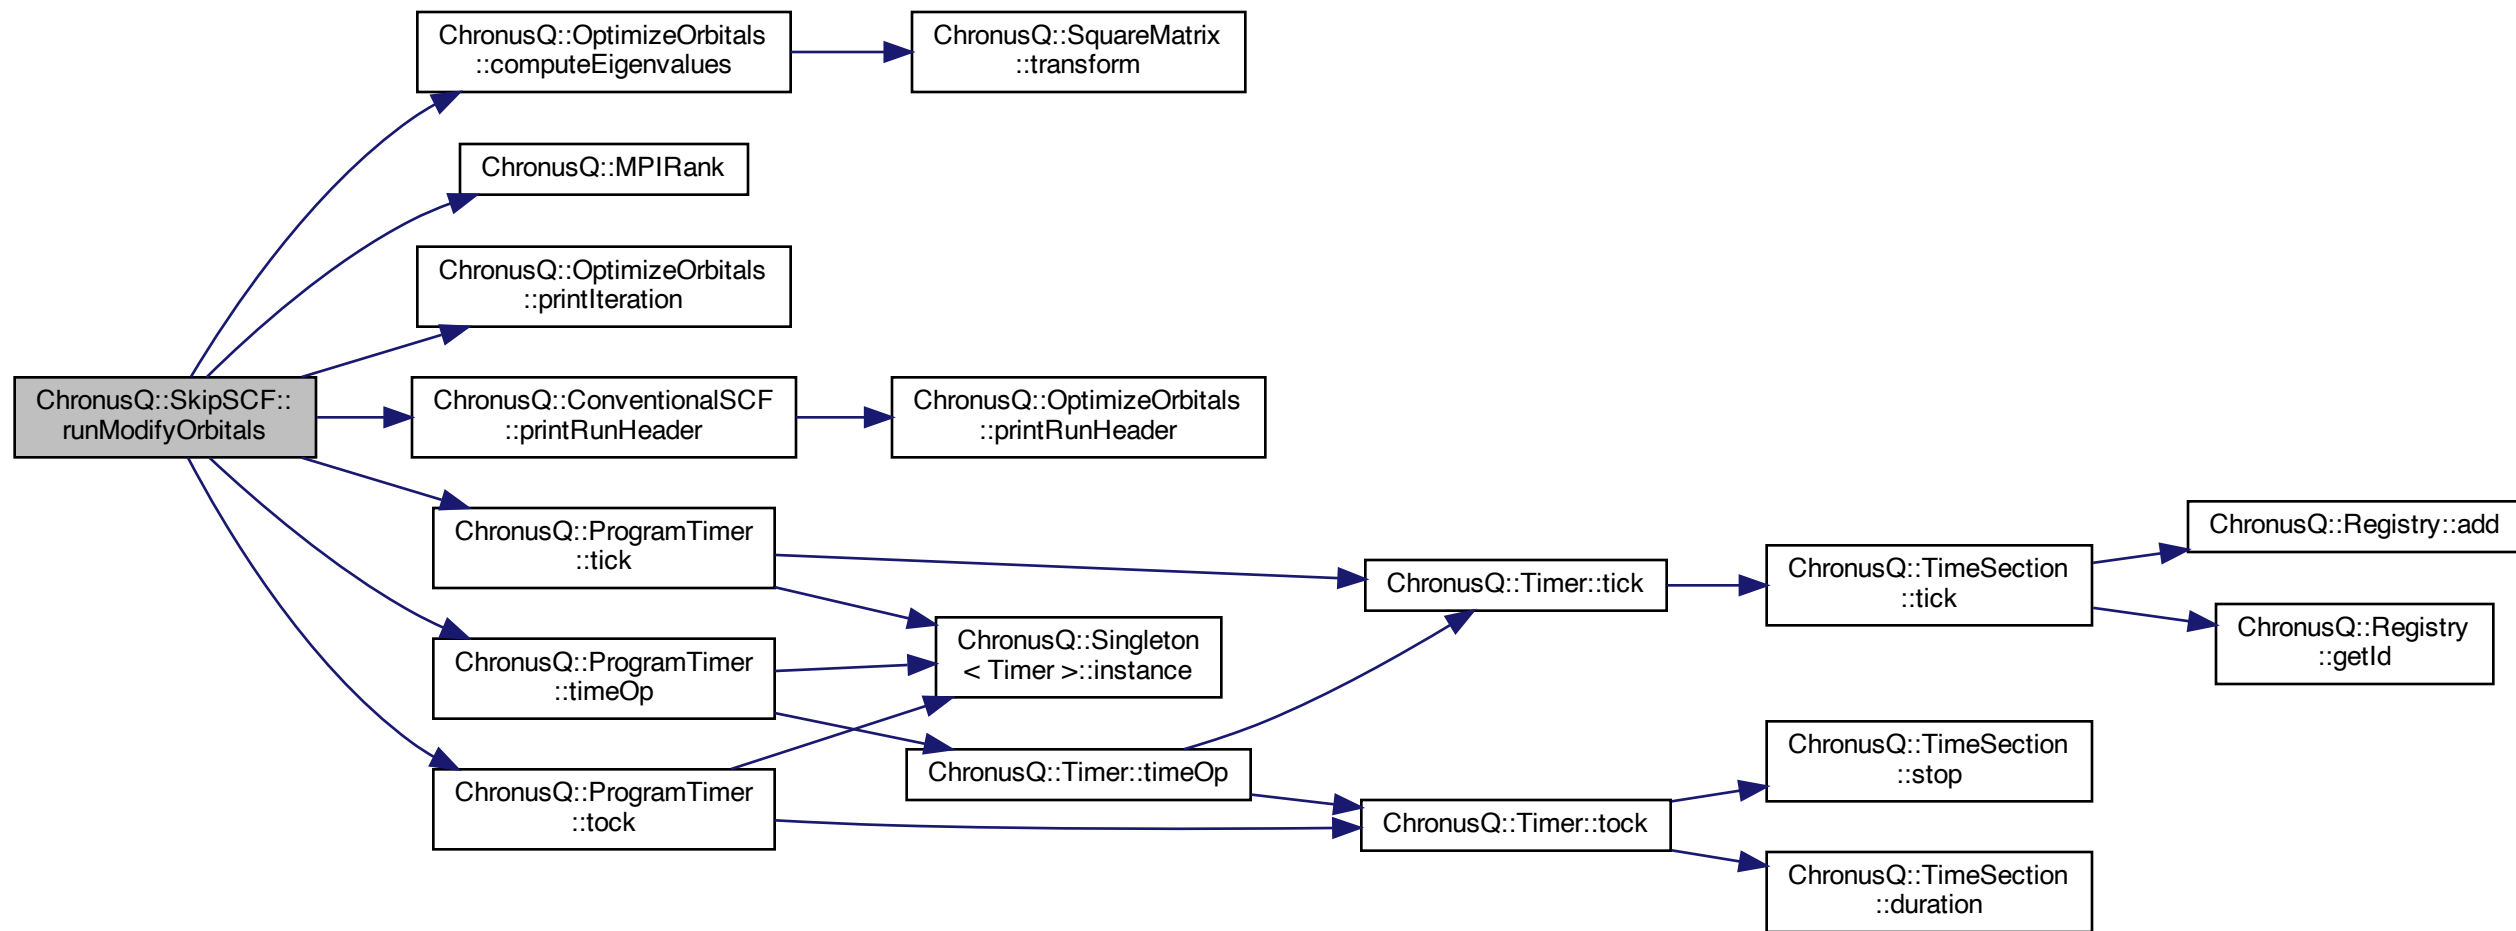 ChronusQ::SkipSCF::
runModifyOrbitals
ChronusQ::OptimizeOrbitals
::computeEigenvalues
ChronusQ::SquareMatrix
::transform
ChronusQ::MPIRank
ChronusQ::OptimizeOrbitals
::printIteration
ChronusQ::ConventionalSCF
::printRunHeader
ChronusQ::OptimizeOrbitals
::printRunHeader
ChronusQ::ProgramTimer
::tick
ChronusQ::ProgramTimer
::timeOp
ChronusQ::ProgramTimer
::tock
ChronusQ::Singleton
< Timer >::instance
ChronusQ::Timer::timeOp
ChronusQ::Timer::tick
ChronusQ::Timer::tock
ChronusQ::TimeSection
::tick
ChronusQ::Registry::add
ChronusQ::Registry
::getId
ChronusQ::TimeSection
::stop
ChronusQ::TimeSection
::duration